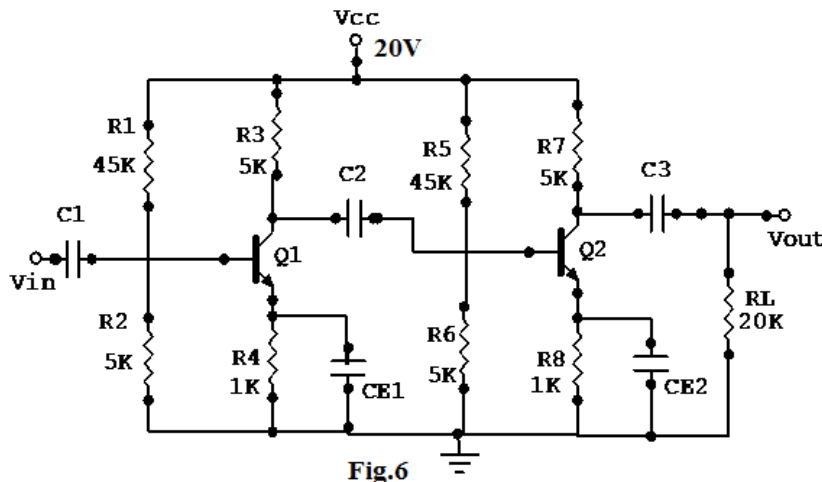 Vcc
20V
R1
45K
R3
5K
C2
R5
45K
R7
5K
C3
C1
Vin
Q1
Q2
Vout
R2
5K
R4
1K
CE1
R6
5K
R8
1K
CE2
RL
20K
Fig.6